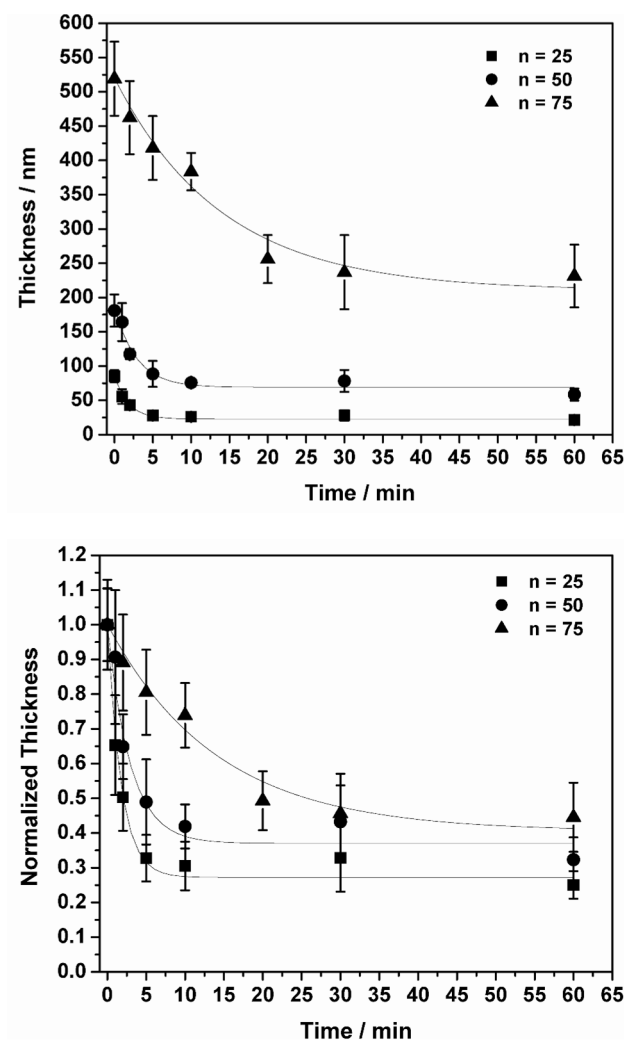 600
550
500
450
400
350
300
250
200
150
100
50
0
Thickness / nm
n = 25
n = 50
n = 75
0 5 10 15 20 25 30 35 40 45 50 55 60 65
Time / min
1.2
1.1
1.0
0.9
0.8
0.7
0.6
0.5
0.4
0.3
0.2
0.1
0.0
Normalized Thickness
n = 25
n = 50
n = 75
0 5 10 15 20 25 30 35 40 45 50 55 60 65
Time / min